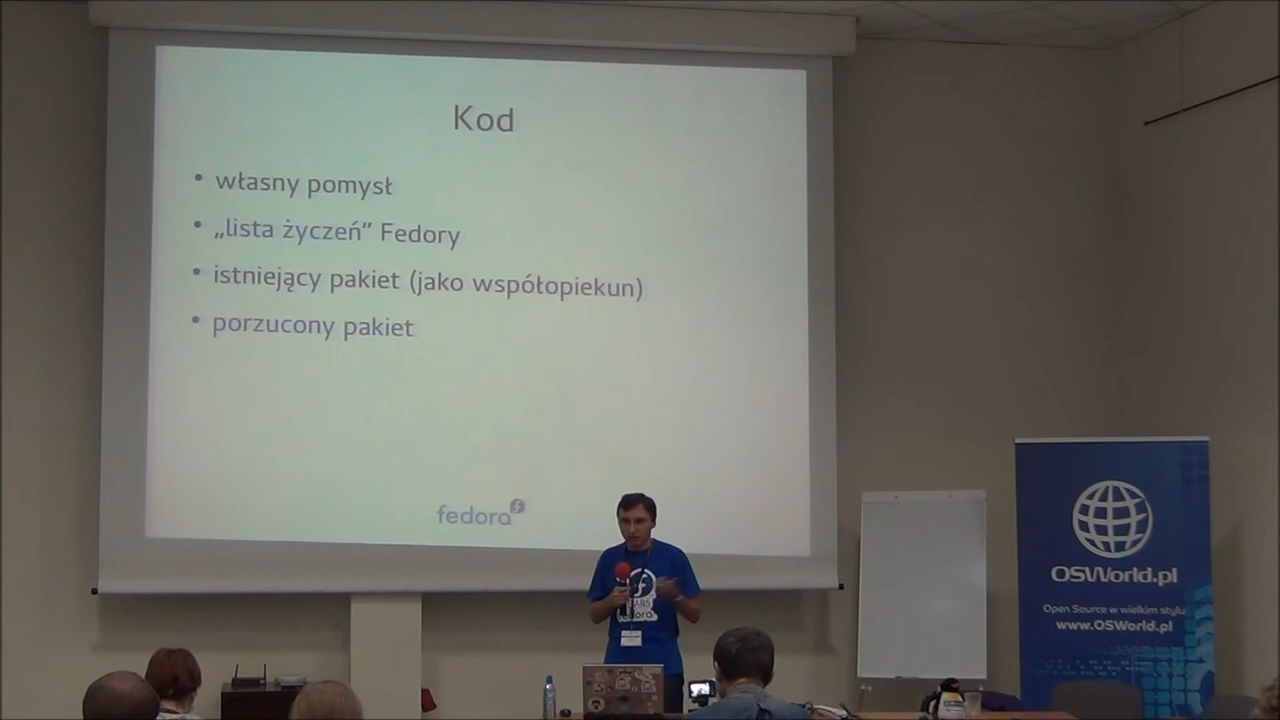 Kod
• własny pomysł
• „lista życzeń” Fedory
• istniejący pakiet (jako współopiekun)
• porzucony pakiet
fedora
OSWorld.pl
Open Source w wielkim stylu
www.OSWorld.pl